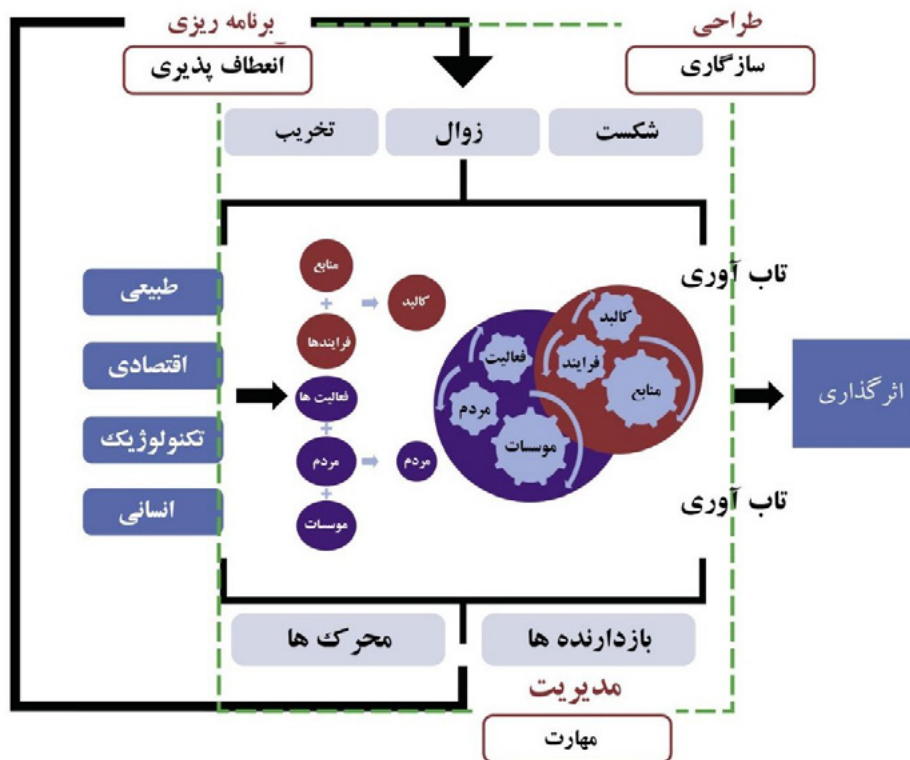 طراحی
برنامه ریزی
سازگاری
انعطاف پذیری
شکست
زوال
تخریب
تاب آوری
طبیعی
اقتصادی
تکنولوژیک
انسانی
منابع
+
فرایندها
کالبد
فعالیت ها
+
مردم
+
موسسات
مردم
کالبد
فرایند
منابع
فعالیت
مردم
موسسات
اثرگذاری
تاب آوری
بازدارنده ها
محرک ها
مدیریت
مهارت